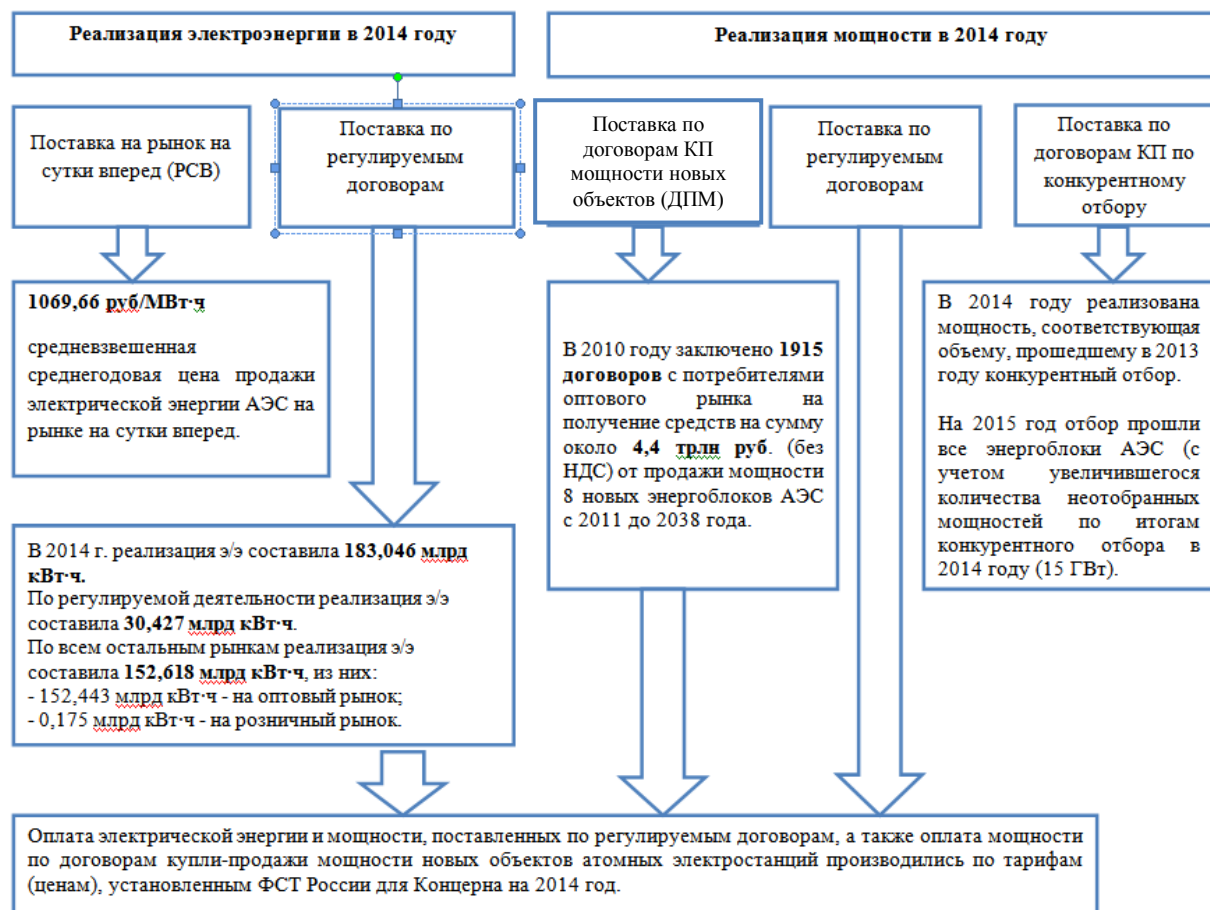 Реализация электроэнергии в 2014 году
Реализация мощности в 2014 году
Поставка на рынок на
сутки вперед (РСВ)
Поставка по
регулируемым
договорам
Поставка по
договорам КП
мощности новых
объектов (ДПМ)
Поставка по
регулируемым
договорам
Поставка по
договорам КП по
конкурентному
отбору
1069,66 руб/МВт·ч
средневзвешенная
среднегодовая цена продажи
электрической энергии АЭС на
рынке на сутки вперед.
В 2014 г. реализация э/э составила 183,046 млрд
кВт·ч.
По регулируемой деятельности реализация э/э
составила 30,427 млрд кВт·ч.
По всем остальным рынкам реализация э/э
составила 152,618 млрд кВт·ч, из них:
- 152,443 млрд кВт·ч - на оптовый рынок;
- 0,175 млрд кВт·ч - на розничный рынок.
В 2010 году заключено 1915
договоров с потребителями
оптового рынка на
получение средств на сумму
около 4,4 трлн руб. (без
НДС) от продажи мощности
8 новых энергоблоков АЭС
с 2011 до 2038 года.
В 2014 году реализована
мощность, соответствующая
объему, прошедшему в 2013
году конкурентный отбор.
На 2015 год отбор прошли
все энергоблоки АЭС (с
учетом увеличившегося
количества неотобранных
мощностей по итогам
конкурентного отбора в
2014 году (15 ГВт).
Оплата электрической энергии и мощности, поставленных по регулируемым договорам, а также оплата мощности
по договорам купли-продажи мощности новых объектов атомных электростанций производились по тарифам
(ценам), установленным ФСТ России для Концерна на 2014 год.